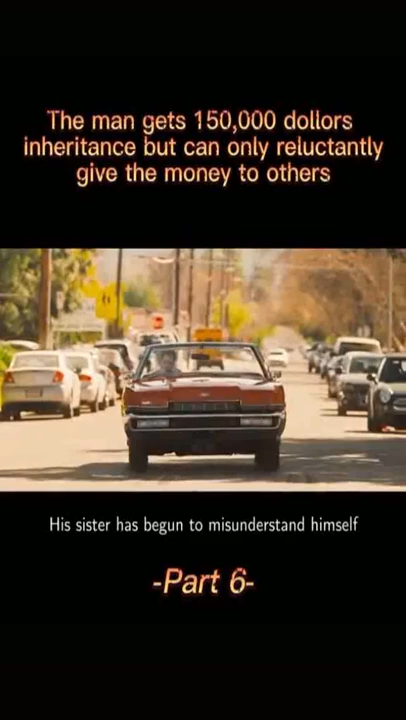 The man gets 150,000 dollors
inheritance but can only reluctantly
give the money to others
His sister has begun to misunderstand himself
-Part 6-